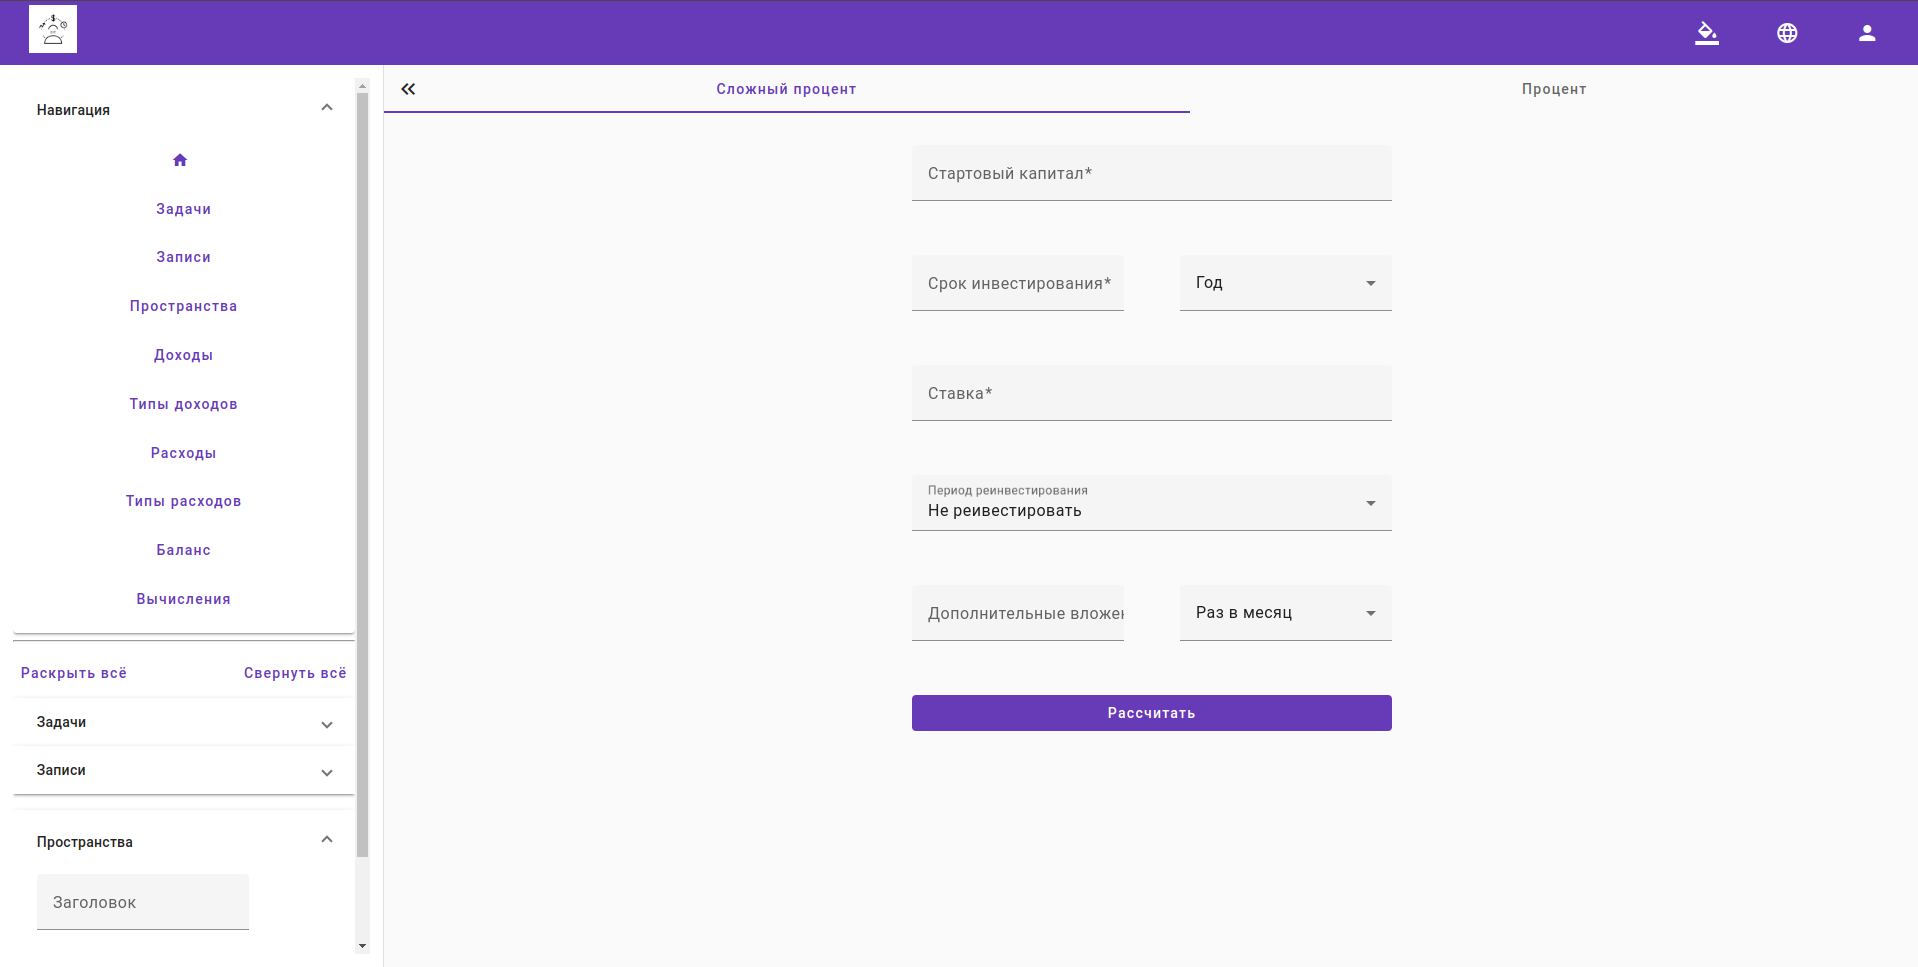 Сложный процент
Процент
Навигация
Задачи
Записи
Пространства
Доходы
Типы доходов
Расходы
Типы расходов
Баланс
Вычисления
Раскрыть всё
Свернуть всё
Задачи
Записи
Пространства
Заголовок
Стартовый капитал*
Срок инвестирования*
Год
Ставка*
Период реинвестирования
Не реивестировать
Дополнительные вложен
Раз в месяц
Рассчитать